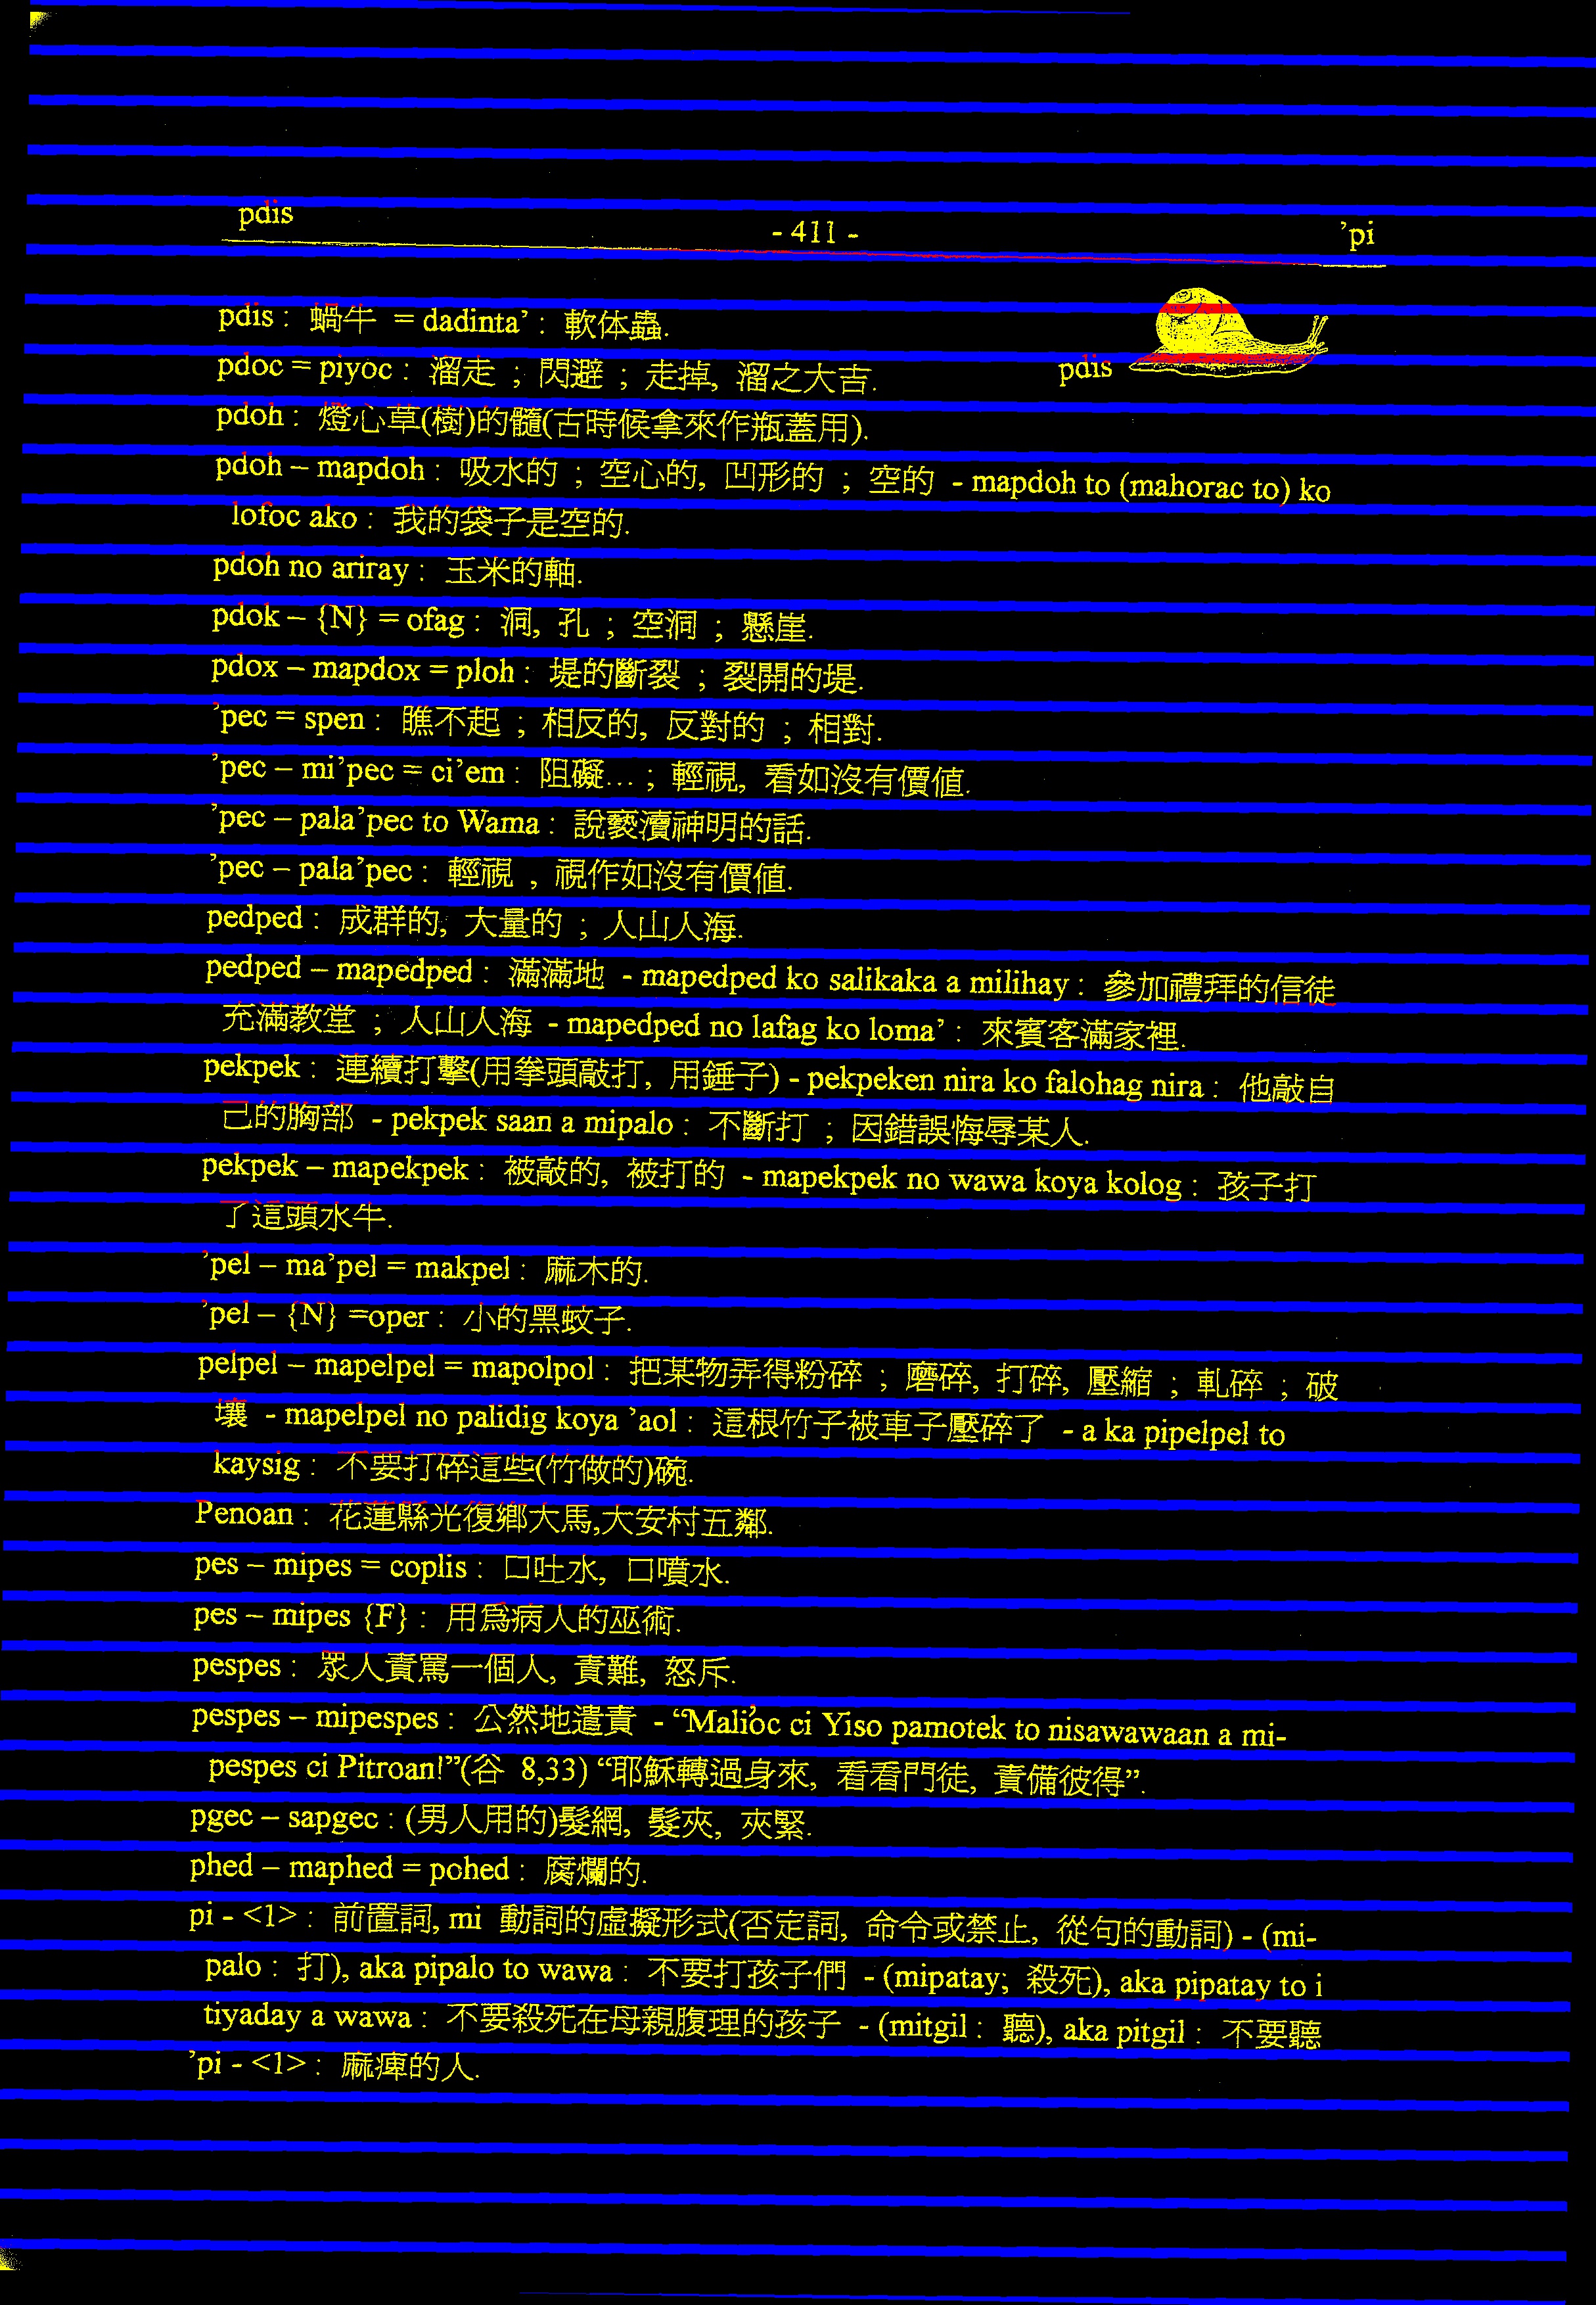 pdis - 411 - ’pi
pdis : 蝸牛 = dadinta’ : 軟体蟲.
pdoc = piyoc : 溜走 ; 閃避 ; 走掉, 溜之大吉.
pdis
pdoh : 燈心草(樹)的髓(古時候拿來作瓶蓋用).
pdoh – mapdoh : 吸水的 ; 空心的, 凹形的 ; 空的 - mapdoh to (mahorac to) ko
lofoc ako : 我的袋子是空的.
pdoh no ariray : 玉米的軸.
pdok – {N} = ofag : 洞, 孔 ; 空洞 ; 懸崖.
pdox – mapdox = ploh : 堤的斷裂 ; 裂開的堤.
’pec = spen : 瞧不起 ; 相反的, 反對的 ; 相對.
’pec – mi’pec = ci’em : 阻礙... ; 輕視, 看如沒有價值.
’pec – pala’pec to Wama : 說褻瀆神明的話.
’pec – pala’pec : 輕視 , 視作如沒有價值.
pedped : 成群的, 大量的 ; 人山人海.
pedped – mapedped : 滿滿地 - mapedped ko salikaka a milihay : 參加禮拜的信徒
充滿教堂 ; 人山人海 - mapedped no lafag ko loma’ : 來賓客滿家裡.
pekpek : 連續打擊(用拳頭敲打, 用錘子) - pekpeken nira ko falohag nira : 他敲自
己的胸部 - pekpek saan a mipalo : 不斷打 ; 因錯誤悔辱某人.
pekpek – mapekpek : 被敲的, 被打的 - mapekpek no wawa koya kolog : 孩子打
了這頭水牛.
’pel – ma’pel = makpel : 麻木的.
’pel – {N} =oper : 小的黑蚊子.
pelpel – mapelpel = mapolpol : 把某物弄得粉碎 ; 磨碎, 打碎, 壓縮 ; 軋碎 ; 破
壞 - mapelpel no palidig koya ’aol : 這根竹子被車子壓碎了 - a ka pipelpel to
kaysig : 不要打碎這些(竹做的)碗.
Penoan : 花蓮縣光復鄉大馬,大安村五鄰.
pes – mipes = coplis : 口吐水, 口噴水.
pes – mipes {F} : 用爲病人的巫術.
pespes : 眾人責罵一個人, 責難, 怒斥.
pespes – mipespes : 公然地遣責 - “Mali’oc ci Yiso pamotek to nisawawaan a mi-
pespes ci Pitroan!”(谷 8,33) “耶穌轉過身來, 看看門徒, 責備彼得”.
pgec – sapgec : (男人用的)髮網, 髮夾, 夾緊.
phed – maphed = pohed : 腐爛的.
pi - <1> : 前置詞, mi 動詞的虛擬形式(否定詞, 命令或禁止, 從句的動詞) - (mi-
palo : 打), aka pipalo to wawa : 不要打孩子們 - (mipatay; 殺死), aka pipatay to i
tiyaday a wawa : 不要殺死在母親腹理的孩子 - (mitgil : 聽), aka pitgil : 不要聽
’pi - <1> : 麻痺的人.